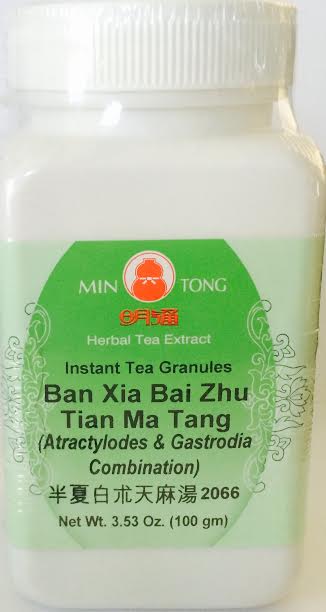 MIN TONG
明通
Herbal Tea Extract
Instant Tea Granules
Ban Xia Bai Zhu
Tian Ma Tang
(Atractylodes & Gastrodia
Combination)
半夏白朮天麻湯 2066
Net Wt. 3.53 Oz. (100 gm)